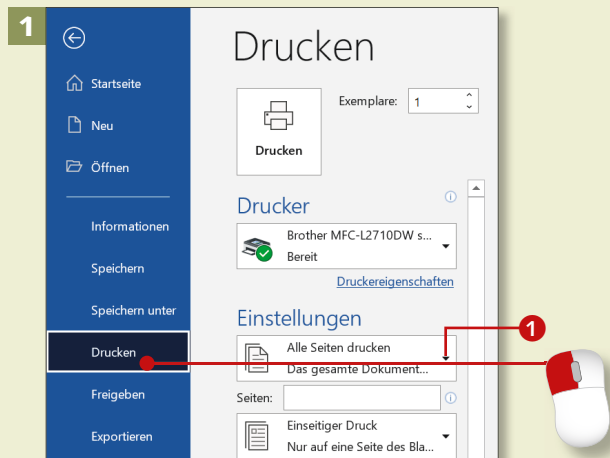 1
Drucken
Startseite
Neu
Öffnen
Informationen
Speichern
Speichern unter
Drucken
Freigeben
Exportieren
Drucken
Exemplare: 1
Drucker
Brother MFC-L2710DW s...
Bereit
Druckereigenschaften
Einstellungen
1
Alle Seiten drucken
Das gesamte Dokument...
Seiten:
Einseitiger Druck
Nur auf eine Seite des Bla...